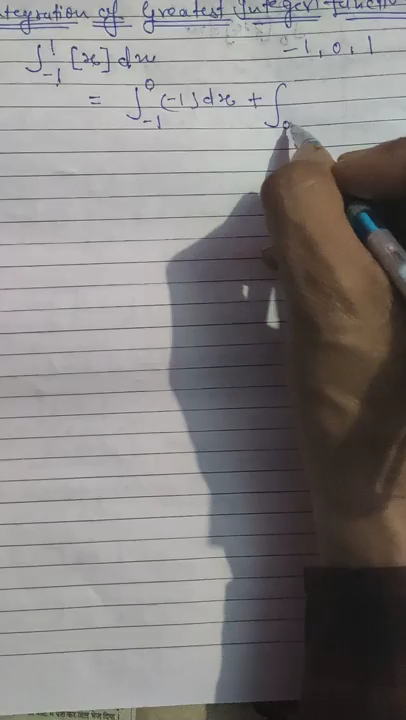 Integration of Greatest Integer function
∫₋₁¹ [x] dx -1, 0, 1
= ∫₋₁⁰ (-1) dx + ∫₀